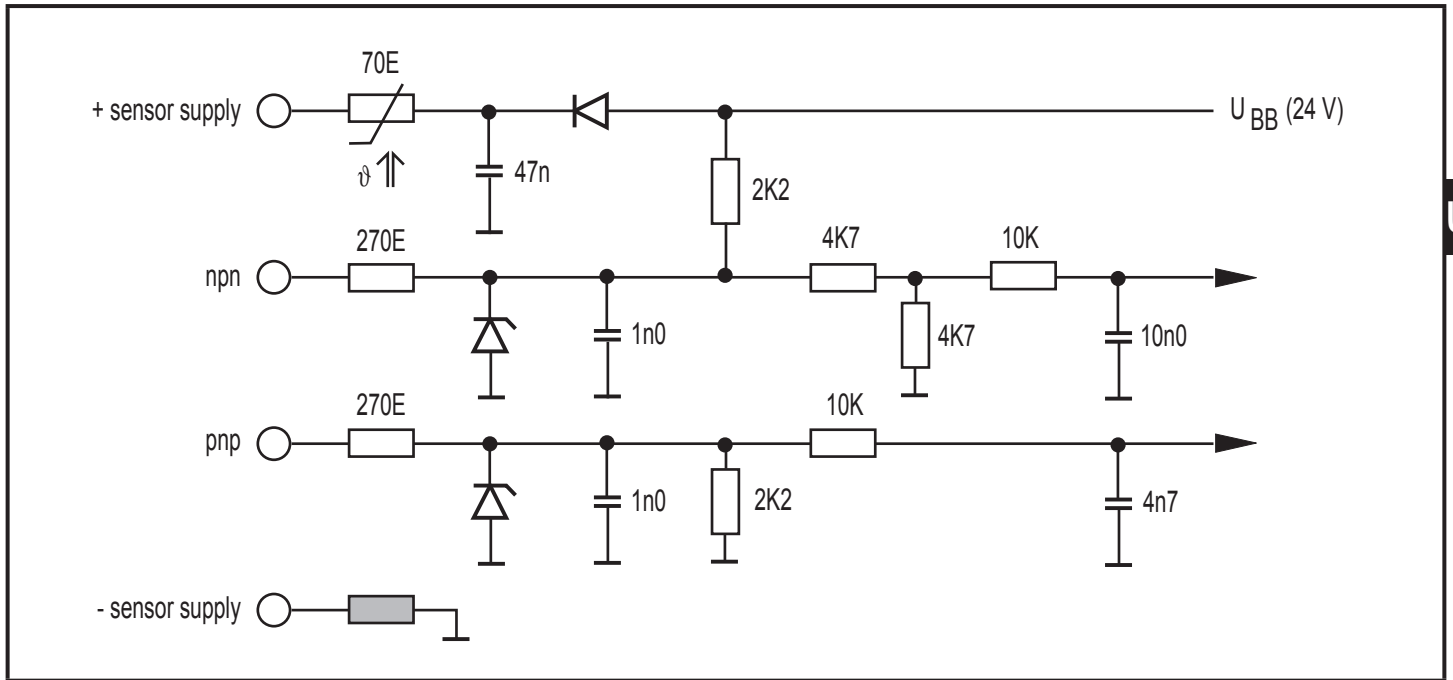 70E
+ sensor supply
U BB (24 V)
ϑ
47n
2K2
270E
4K7
10K
npn
1n0
4K7
10n0
270E
10K
pnp
1n0
2K2
4n7
- sensor supply